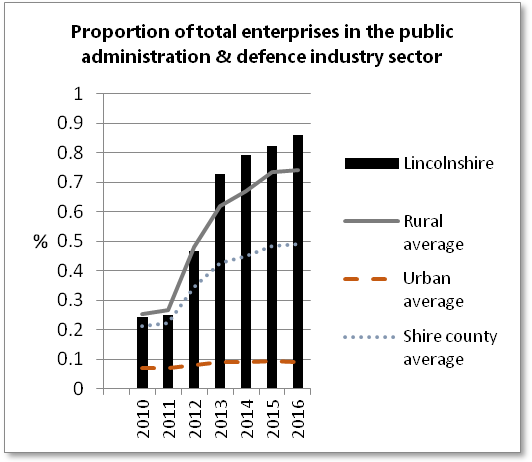 Proportion of total enterprises in the public
administration & defence industry sector
1
0.9
0.8
0.7
0.6
0.5
0.4
0.3
0.2
0.1
0
%
2010
2011
2012
2013
2014
2015
2016
Lincolnshire
Rural
average
Urban
average
Shire county
average